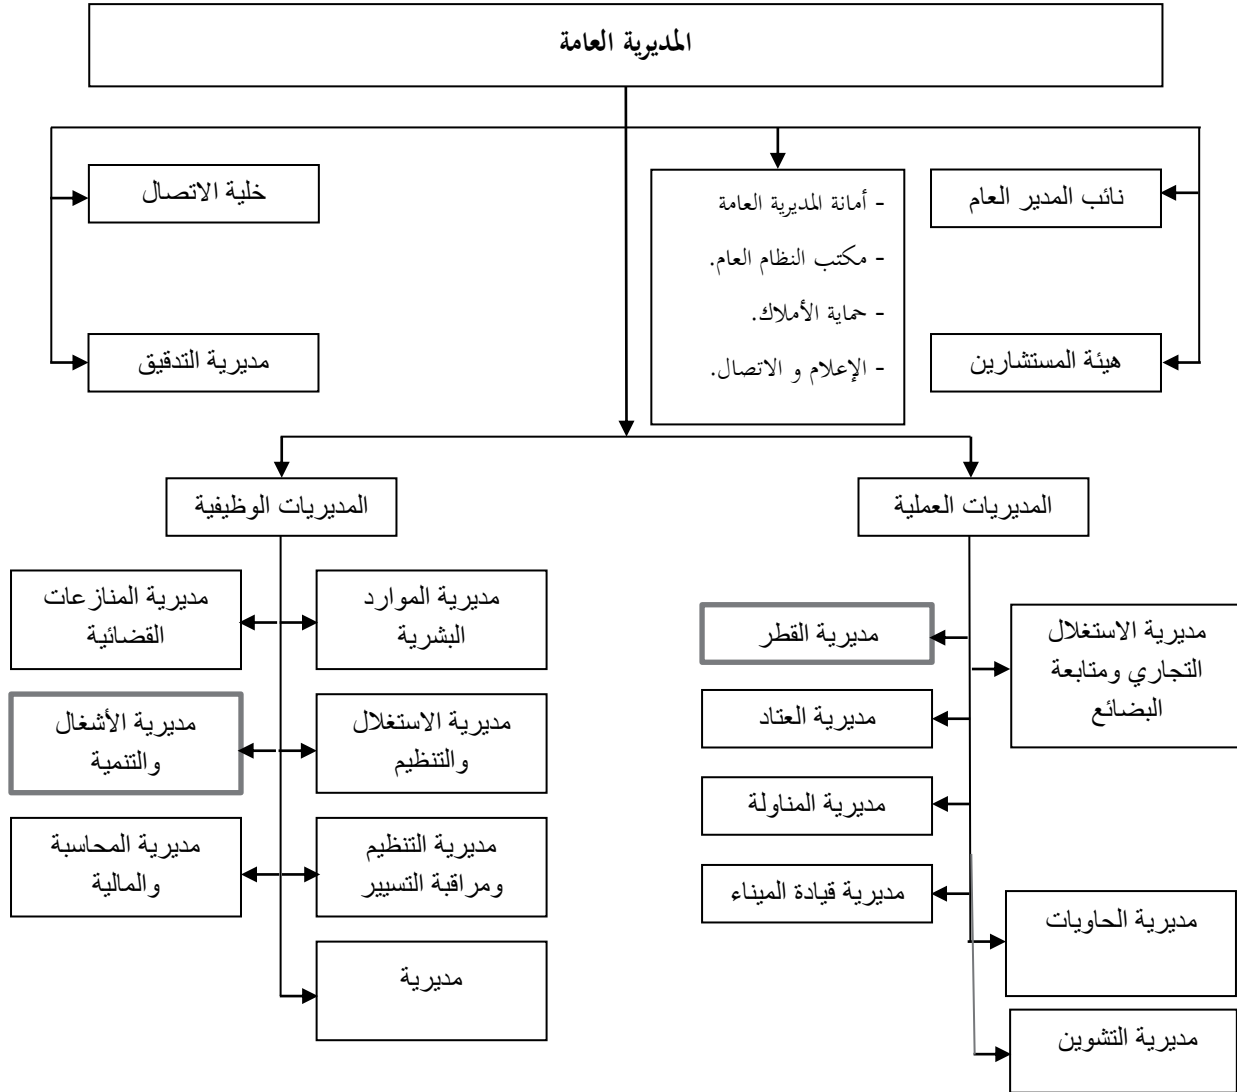 المديرية العامة
نائب المدير العام
- أمانة المديرية العامة
- مكتب النظام العام.
- حماية الأملاك.
- الإعلام و الاتصال.
خلية الاتصال
هيئة المستشارين
مديرية التدقيق
المديريات العملية
المديريات الوظيفية
مديرية الاستغلال
التجاري ومتابعة
البضائع
مديرية القطر
مديرية العتاد
مديرية المناولة
مديرية قيادة الميناء
مديرية الحاويات
مديرية التشوين
مديرية الموارد
البشرية
مديرية المنازعات
القضائية
مديرية الاستغلال
والتنظيم
مديرية الأشغال
والتنمية
مديرية التنظيم
ومراقبة التسيير
مديرية المحاسبة
والمالية
مديرية